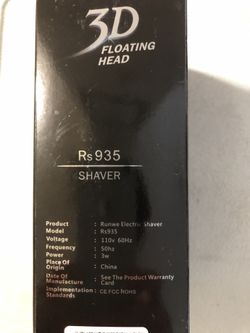 3D
FLOATING
HEAD
Rs935
SHAVER
Product : Runwe Electric Shaver
Model : Rs935
Voltage : 110v 60Hz
Frequency : 50hz
Power : 3w
Place Of
Origin : China
Date Of : See The Product Warranty
Manufacture Card
Implementation : CE FCC ROHS
Standards